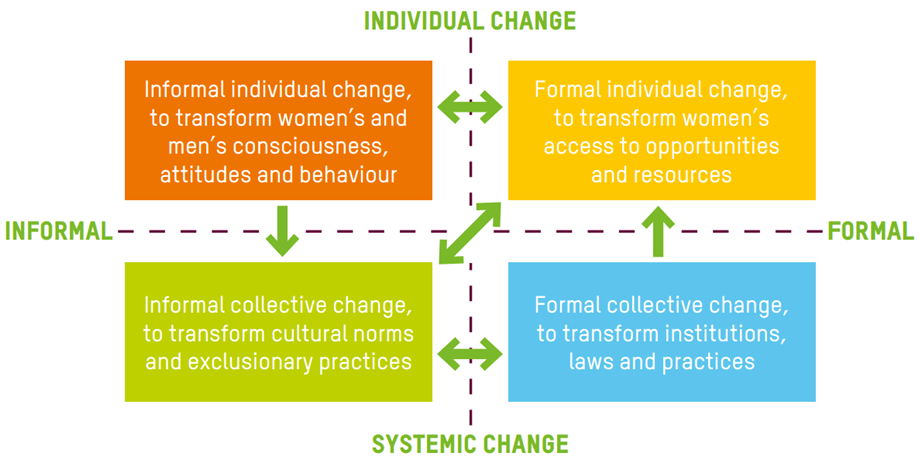 INDIVIDUAL CHANGE
Informal individual change,
to transform women's and
men's consciousness,
attitudes and behaviour
Formal individual change,
to transform women's
access to opportunities
and resources
INFORMAL
FORMAL
Informal collective change,
to transform cultural norms
and exclusionary practices
Formal collective change,
to transform institutions,
laws and practices
SYSTEMIC CHANGE